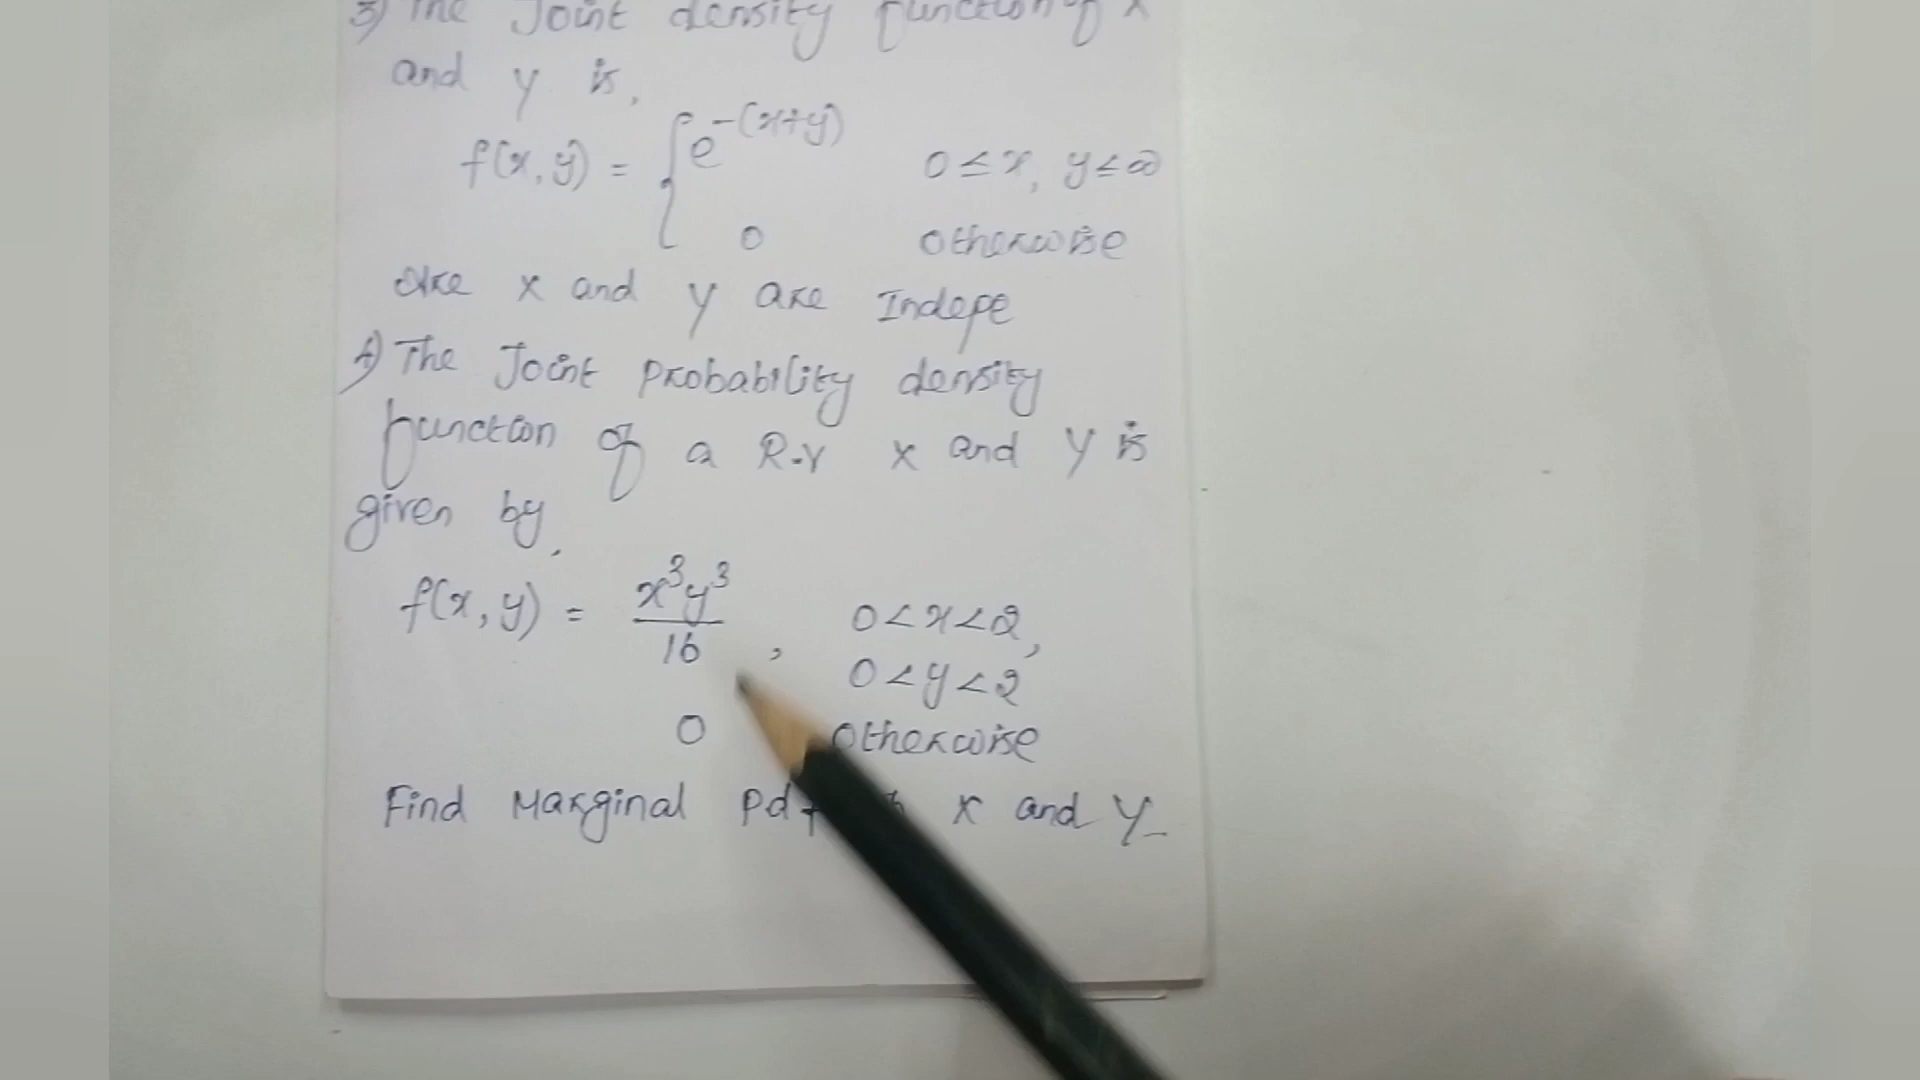 3) The Joint density function of x
and y is,
f(x,y) = { e^-(x+y) 0≤x, y≤∞
0 otherwise
Are x and y are Indepe
4) The Joint Probability density
function of a R.V x and y is
given by,
f(x,y) = x³y³/16 , 0<x<2,
0<y<2
0 otherwise
Find Marginal Pdf x and y